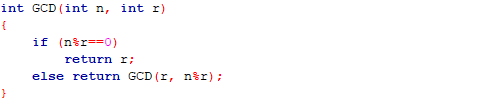 int GCD(int n, int r)
{
    if (n%r==0)
        return r;
    else return GCD(r, n%r);
}